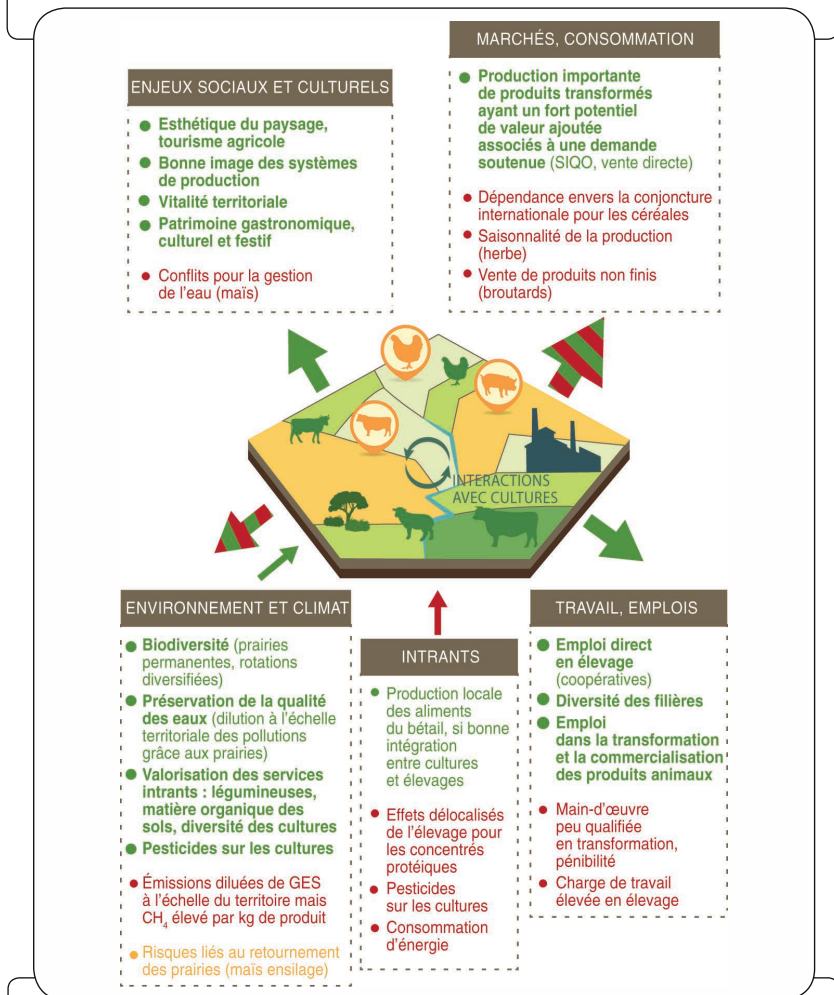 ENJEUX SOCIAUX ET CULTURELS
● Esthétique du paysage,
tourisme agricole
● Bonne image des systèmes
de production
● Vitalité territoriale
● Patrimoine gastronomique,
culturel et festif
● Conflits pour la gestion
de l'eau (maïs)
MARCHÉS, CONSOMMATION
● Production importante
de produits transformés
ayant un fort potentiel
de valeur ajoutée
associés à une demande
soutenue (SIQO, vente directe)
● Dépendance envers la conjoncture
internationale pour les céréales
● Saisonnalité de la production
(herbe)
● Vente de produits non finis
(broutards)
INTERACTIONS
AVEC CULTURES
ENVIRONNEMENT ET CLIMAT
● Biodiversité (prairies
permanentes, rotations
diversifiées)
● Préservation de la qualité
des eaux (dilution à l'échelle
territoriale des pollutions
grâce aux prairies)
● Valorisation des services
intrants : légumineuses,
matière organique des
sols, diversité des cultures
● Pesticides sur les cultures
● Émissions diluées de GES
à l'échelle du territoire mais
CH₄ élevé par kg de produit
● Risques liés au retournement
des prairies (maïs ensilage)
INTRANTS
● Production locale
des aliments
du bétail, si bonne
intégration
entre cultures
et élevages
● Effets délocalisés
de l'élevage pour
les concentrés
protéiques
● Pesticides
sur les cultures
● Consommation
d'énergie
TRAVAIL, EMPLOIS
● Emploi direct
en élevage
(coopératives)
● Diversité des filières
● Emploi
dans la transformation
et la commercialisation
des produits animaux
● Main-d'œuvre
peu qualifiée
en transformation,
pénibilité
● Charge de travail
élevée en élevage